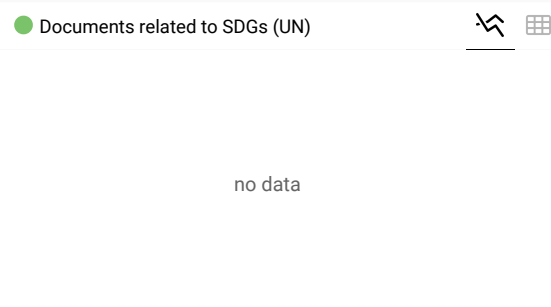 Documents related to SDGs (UN)
no data